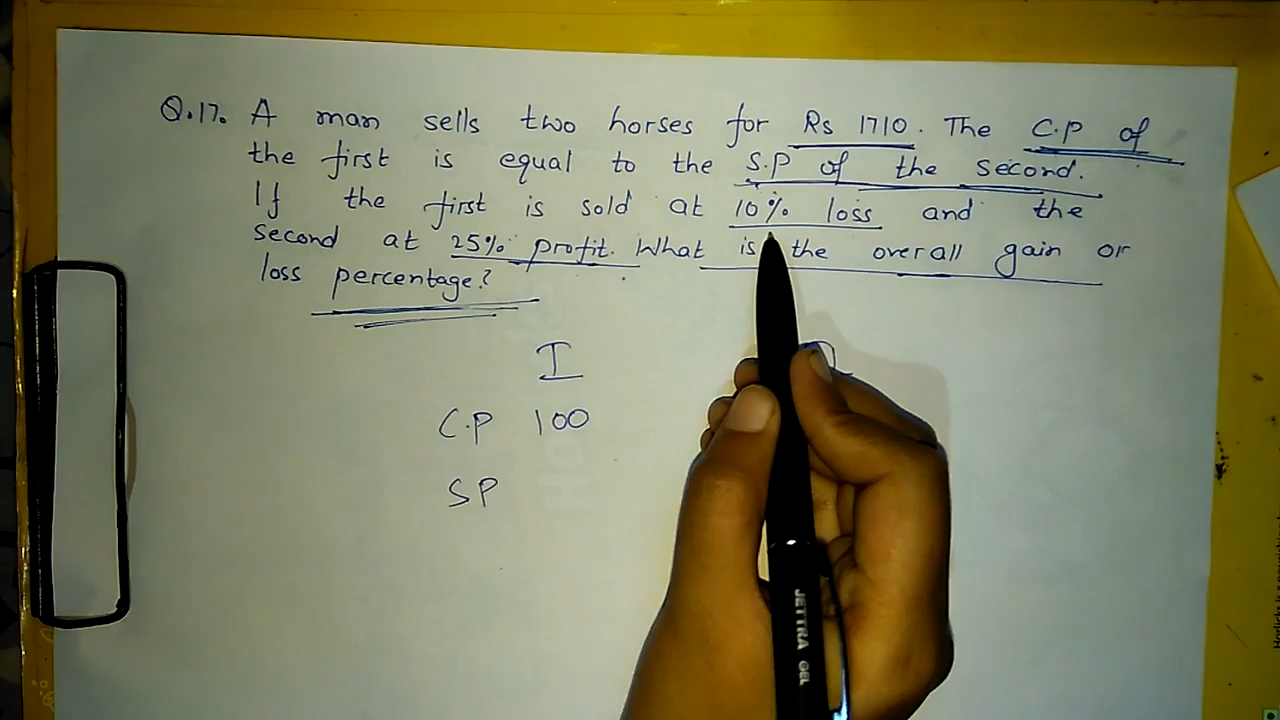 Q.17. A man sells two horses for Rs 1710. The C.P of
the first is equal to the S.P of the second.
If the first is sold at 10% loss and the
second at 25% profit. What is the overall gain or
loss percentage?
I
C.P 100
SP
JETTRA GEL